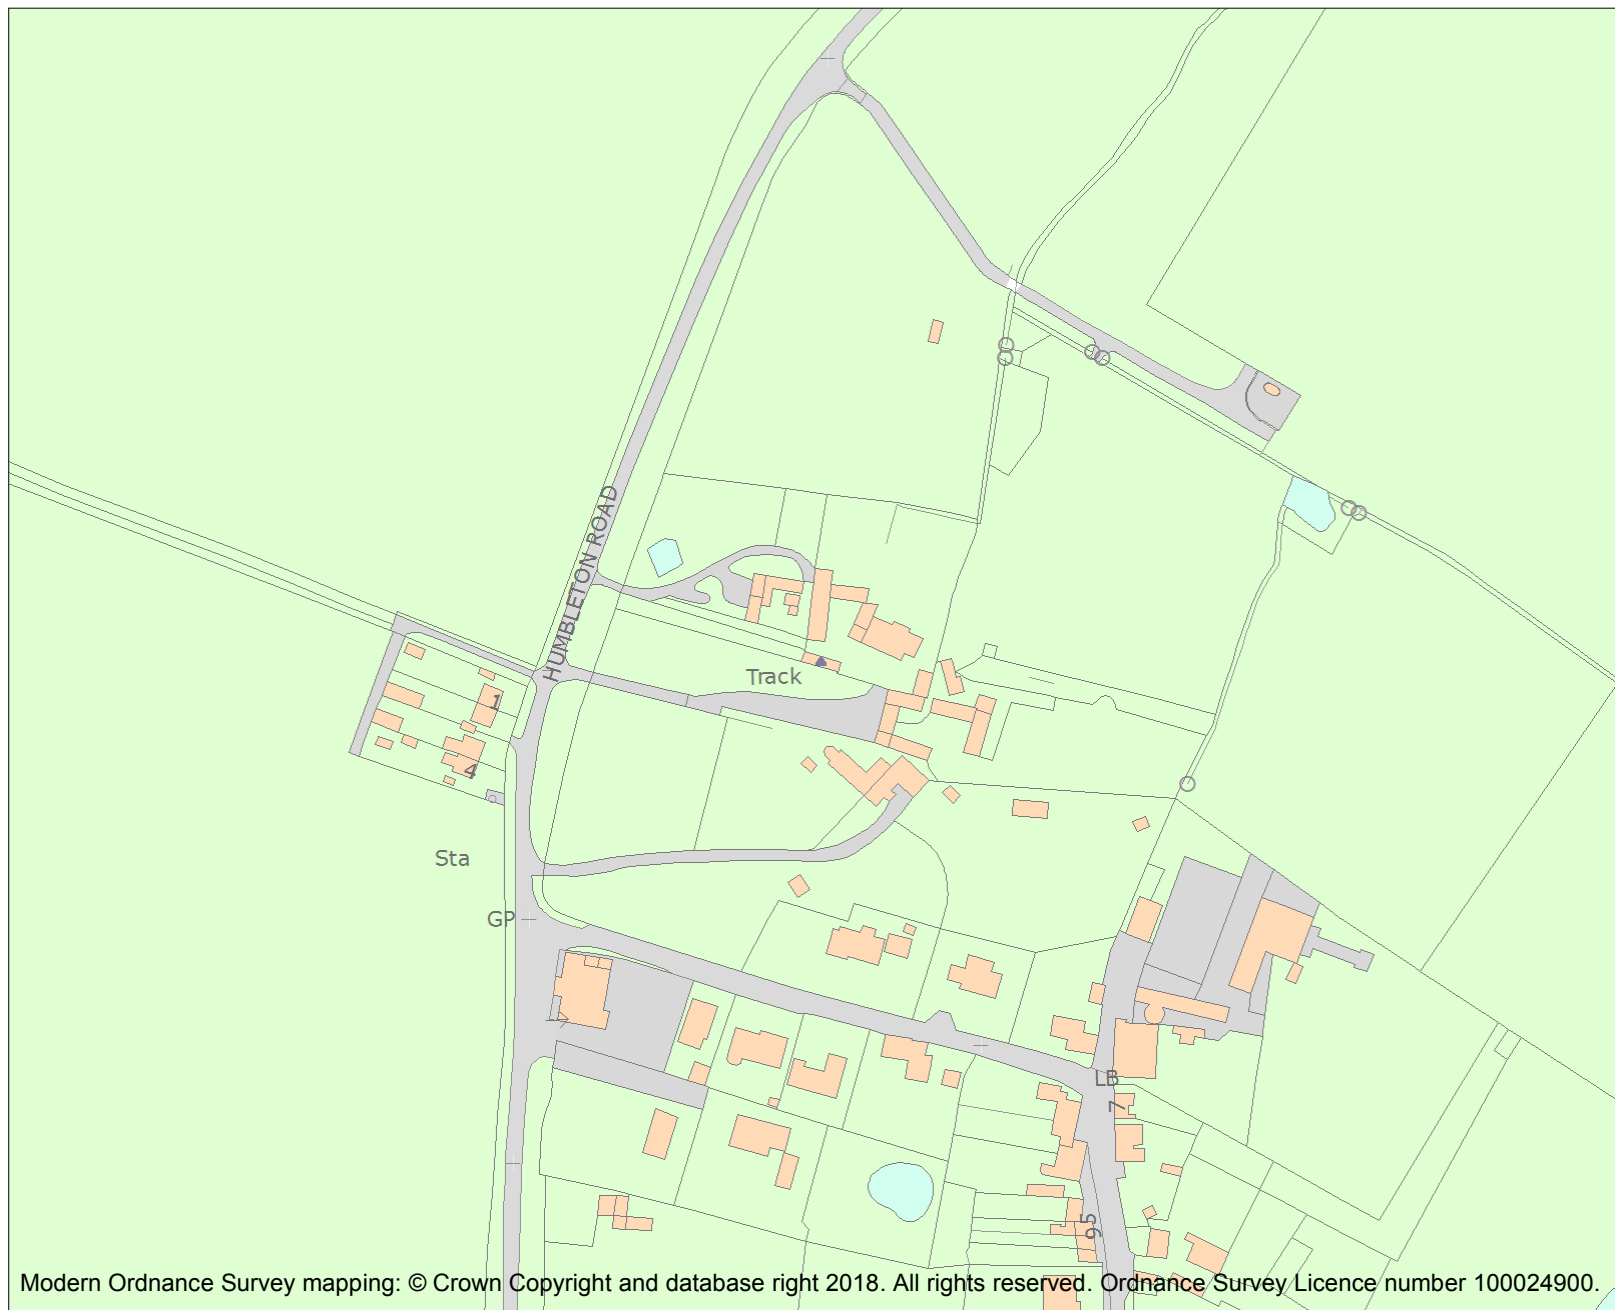 HUMBLETON ROAD
Track
1
4
Sta
GP
LB
7
95
Modern Ordnance Survey mapping: © Crown Copyright and database right 2018. All rights reserved. Ordnance Survey Licence number 100024900.